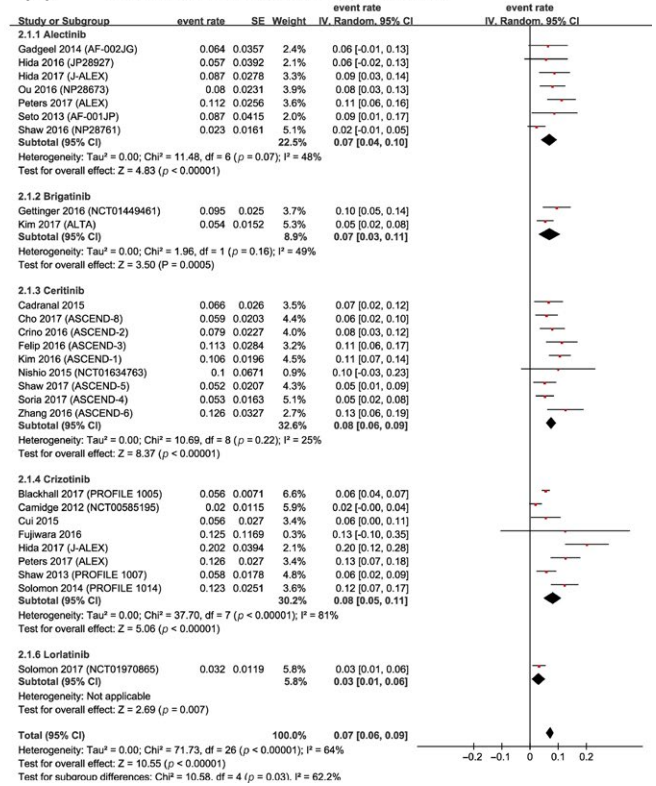 event rate event rate
Study or Subgroup event rate SE Weight IV, Random, 95% CI IV, Random, 95% CI
2.1.1 Alectinib
Gadgeel 2014 (AF-002JG) 0.064 0.0357 2.4% 0.06 [-0.01, 0.13]
Hida 2016 (JP28927) 0.057 0.0392 2.1% 0.06 [-0.02, 0.13]
Hida 2017 (J-ALEX) 0.087 0.0278 3.3% 0.09 [0.03, 0.14]
Ou 2016 (NP28673) 0.08 0.0231 4.0% 0.08 [0.03, 0.13]
Peters 2017 (ALEX) 0.112 0.0256 3.6% 0.11 [0.06, 0.16]
Seto 2013 (AF-001JP) 0.087 0.0415 2.0% 0.09 [0.01, 0.17]
Shaw 2016 (NP28761) 0.023 0.0161 5.1% 0.02 [-0.01, 0.05]
Subtotal (95% CI) 22.5% 0.07 [0.04, 0.10]
Heterogeneity: Tau² = 0.00; Chi² = 11.48, df = 6 (p = 0.07); I² = 48%
Test for overall effect: Z = 4.83 (p < 0.00001)
2.1.2 Brigatinib
Gettinger 2016 (NCT01449461) 0.095 0.025 3.7% 0.10 [0.05, 0.14]
Kim 2017 (ALTA) 0.054 0.0152 5.2% 0.05 [0.02, 0.08]
Subtotal (95% CI) 8.9% 0.07 [0.03, 0.11]
Heterogeneity: Tau² = 0.00; Chi² = 1.96, df = 1 (p = 0.16); I² = 49%
Test for overall effect: Z = 3.50 (P = 0.0005)
2.1.3 Ceritinib
Cadranal 2015 0.066 0.026 3.5% 0.07 [0.02, 0.12]
Cho 2017 (ASCEND-8) 0.059 0.0203 4.4% 0.06 [0.02, 0.10]
Crino 2016 (ASCEND-2) 0.079 0.0227 4.0% 0.08 [0.03, 0.12]
Felip 2016 (ASCEND-3) 0.113 0.0284 3.2% 0.11 [0.06, 0.17]
Kim 2016 (ASCEND-1) 0.106 0.0196 4.5% 0.11 [0.07, 0.14]
Nishio 2015 (NCT01634763) 0.1 0.0671 0.9% 0.10 [-0.03, 0.23]
Shaw 2017 (ASCEND-5) 0.052 0.0207 4.3% 0.05 [0.01, 0.09]
Soria 2017 (ASCEND-4) 0.053 0.0163 5.1% 0.05 [0.02, 0.08]
Zhang 2016 (ASCEND-6) 0.126 0.0327 2.7% 0.13 [0.06, 0.19]
Subtotal (95% CI) 32.6% 0.08 [0.06, 0.09]
Heterogeneity: Tau² = 0.00; Chi² = 10.69, df = 8 (p = 0.22); I² = 25%
Test for overall effect: Z = 8.37 (p < 0.00001)
2.1.4 Crizotinib
Blackhall 2017 (PROFILE 1005) 0.056 0.0071 6.6% 0.06 [0.04, 0.07]
Camidge 2012 (NCT00585195) 0.02 0.0115 5.9% 0.02 [-0.00, 0.04]
Cui 2015 0.056 0.027 3.4% 0.06 [0.00, 0.11]
Fujiwara 2016 0.125 0.1169 0.3% 0.13 [-0.10, 0.35]
Hida 2017 (J-ALEX) 0.202 0.0394 2.1% 0.20 [0.12, 0.28]
Peters 2017 (ALEX) 0.126 0.027 3.4% 0.13 [0.07, 0.18]
Shaw 2013 (PROFILE 1007) 0.058 0.0178 4.8% 0.06 [0.02, 0.09]
Solomon 2014 (PROFILE 1014) 0.123 0.0251 3.7% 0.12 [0.07, 0.17]
Subtotal (95% CI) 30.2% 0.08 [0.05, 0.11]
Heterogeneity: Tau² = 0.00; Chi² = 37.70, df = 7 (p < 0.00001); I² = 81%
Test for overall effect: Z = 5.06 (p < 0.00001)
2.1.6 Lorlatinib
Solomon 2017 (NCT01970865) 0.032 0.0119 5.8% 0.03 [0.01, 0.06]
Subtotal (95% CI) 5.8% 0.03 [0.01, 0.06]
Heterogeneity: Not applicable
Test for overall effect: Z = 2.69 (p = 0.007)
Total (95% CI) 100.0% 0.07 [0.06, 0.09]
Heterogeneity: Tau² = 0.00; Chi² = 71.73, df = 26 (p < 0.00001); I² = 64%
Test for overall effect: Z = 10.55 (p < 0.00001)
Test for subgroup differences: Chi² = 10.58, df = 4 (p = 0.03), I² = 62.2%
-0.2 -0.1 0 0.1 0.2